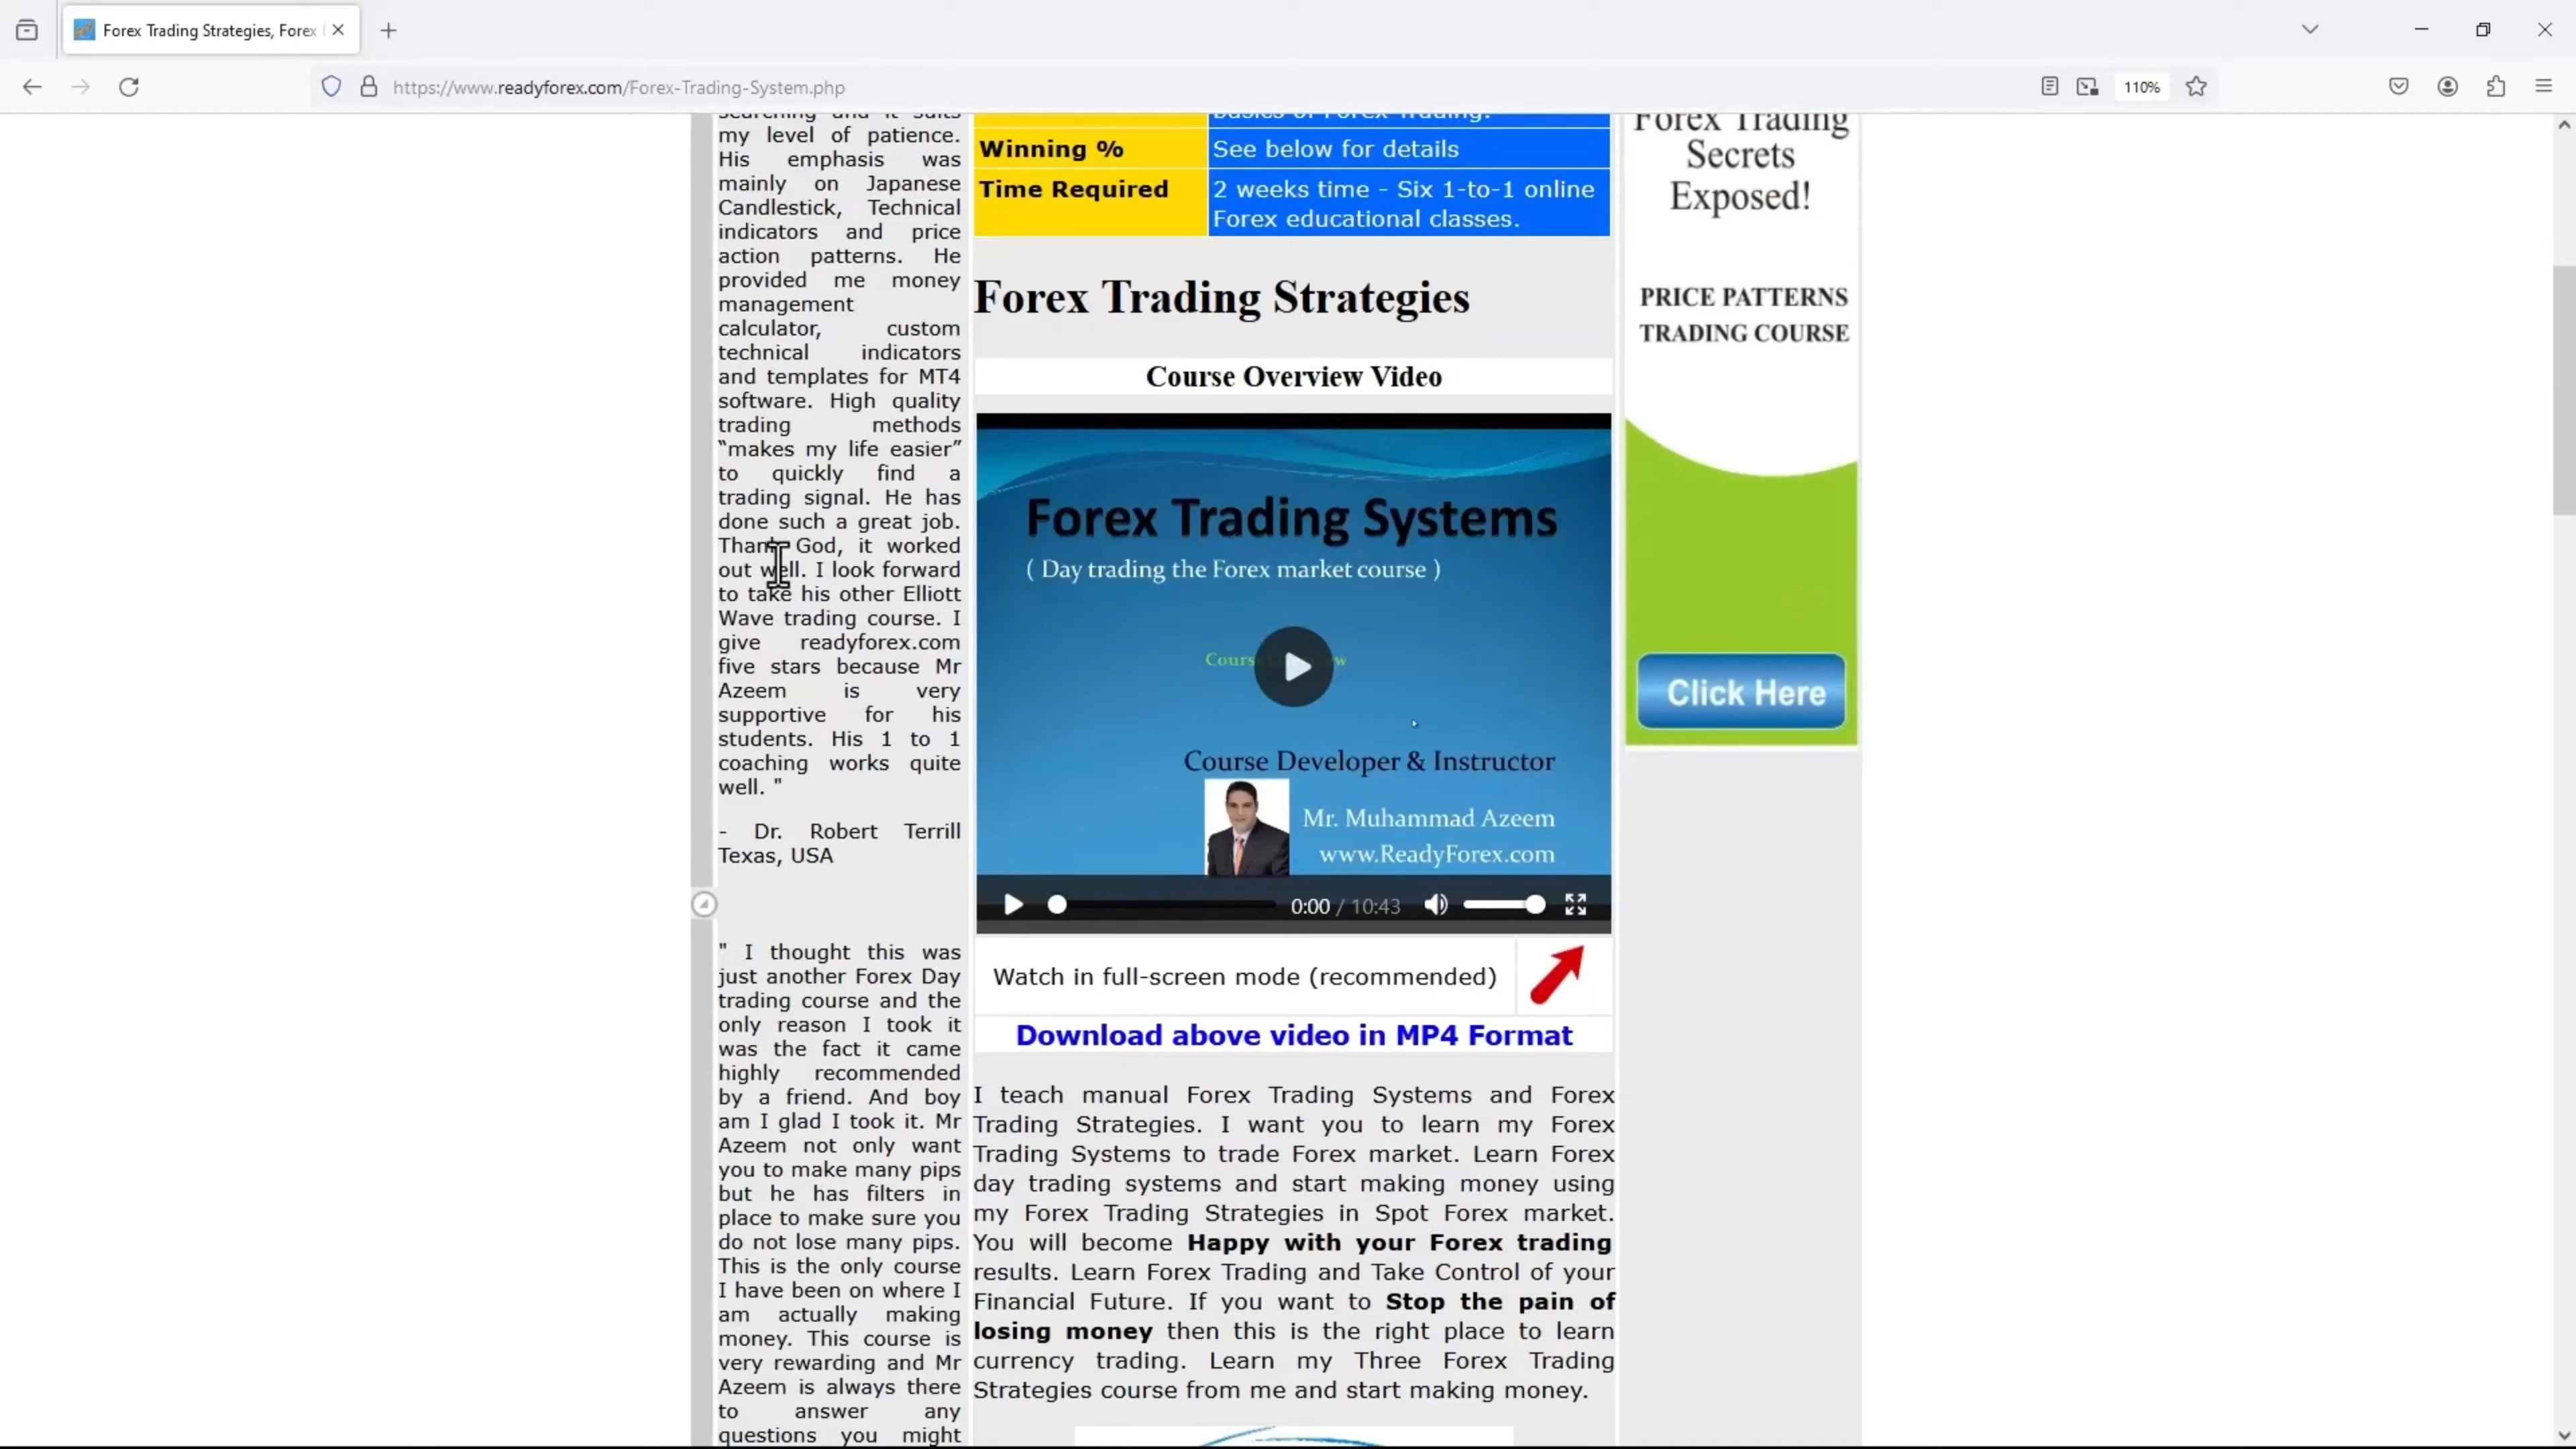 Forex Trading Strategies, Forex
https://www.readyforex.com/Forex-Trading-System.php
110%
searching and it suits
my level of patience.
His emphasis was
mainly on Japanese
Candlestick, Technical
indicators and price
action patterns. He
provided me money
management
calculator, custom
technical indicators
and templates for MT4
software. High quality
trading methods
“makes my life easier”
to quickly find a
trading signal. He has
done such a great job.
Thank God, it worked
out well. I look forward
to take his other Elliott
Wave trading course. I
give readyforex.com
five stars because Mr
Azeem is very
supportive for his
students. His 1 to 1
coaching works quite
well. "
- Dr. Robert Terrill
Texas, USA
" I thought this was
just another Forex Day
trading course and the
only reason I took it
was the fact it came
highly recommended
by a friend. And boy
am I glad I took it. Mr
Azeem not only want
you to make many pips
but he has filters in
place to make sure you
do not lose many pips.
This is the only course
I have been on where I
am actually making
money. This course is
very rewarding and Mr
Azeem is always there
to answer any
questions you might
basics of Forex Trading.
Winning % See below for details
Time Required 2 weeks time - Six 1-to-1 online
Forex educational classes.
Forex Trading Strategies
Course Overview Video
Forex Trading Systems
( Day trading the Forex market course )
Course Developer & Instructor
Mr. Muhammad Azeem
www.ReadyForex.com
0:00 / 10:43
Watch in full-screen mode (recommended)
Download above video in MP4 Format
I teach manual Forex Trading Systems and Forex
Trading Strategies. I want you to learn my Forex
Trading Systems to trade Forex market. Learn Forex
day trading systems and start making money using
my Forex Trading Strategies in Spot Forex market.
You will become Happy with your Forex trading
results. Learn Forex Trading and Take Control of your
Financial Future. If you want to Stop the pain of
losing money then this is the right place to learn
currency trading. Learn my Three Forex Trading
Strategies course from me and start making money.
Forex Trading
Secrets
Exposed!
PRICE PATTERNS
TRADING COURSE
Click Here